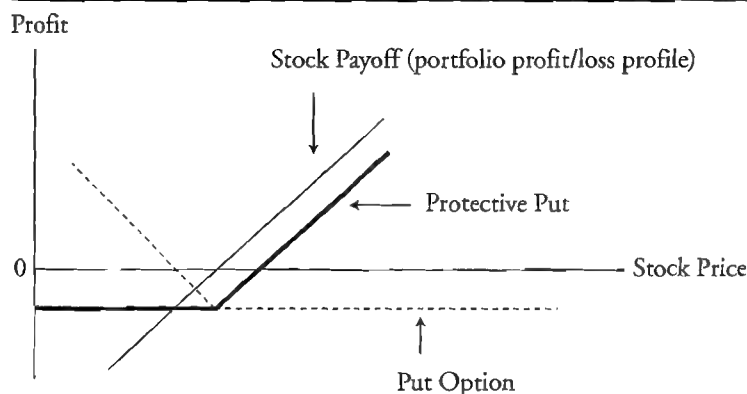 Profit
Stock Payoff (portfolio profit/loss profile)
Protective Put
0
Stock Price
Put Option